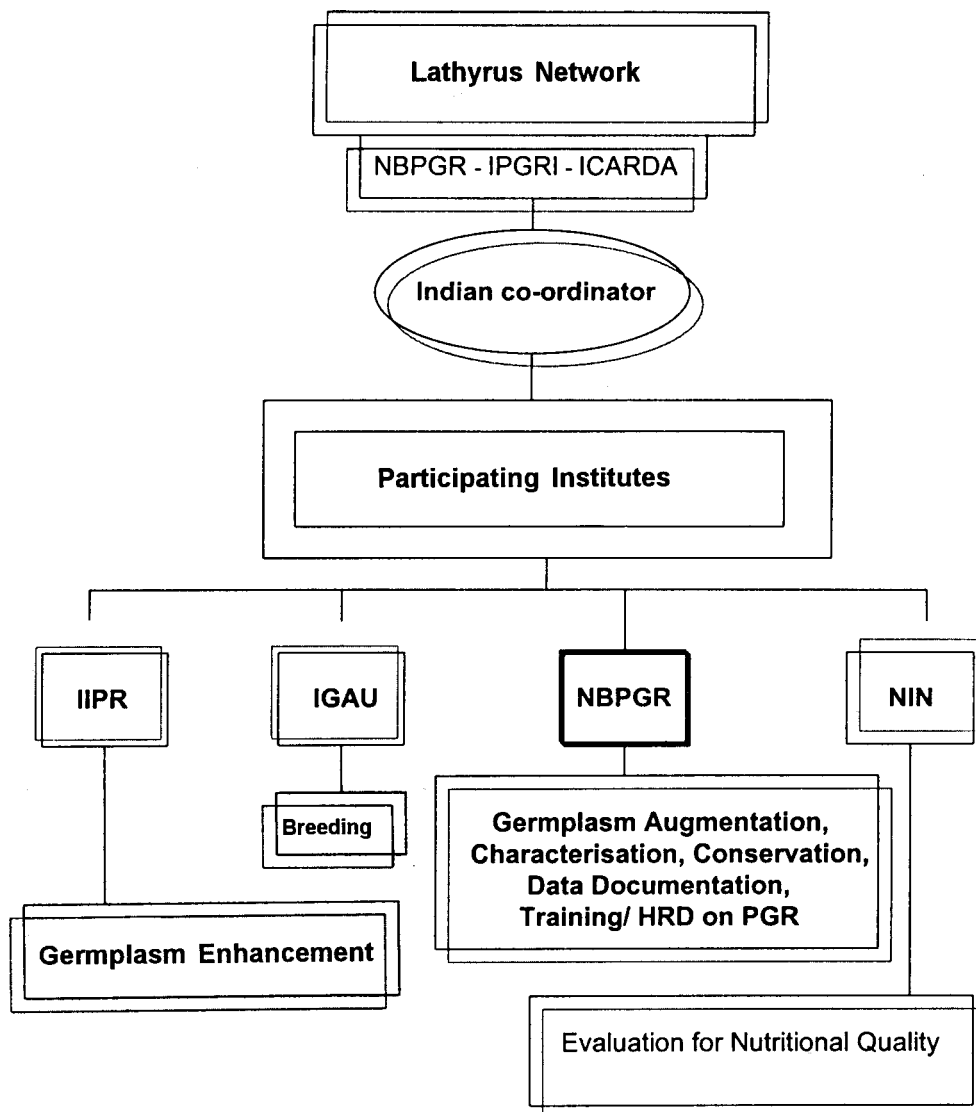 Lathyrus Network
NBPGR - IPGRI - ICARDA
Indian co-ordinator
Participating Institutes
IIPR
IGAU
NBPGR
NIN
Breeding
Germplasm Augmentation,
Characterisation, Conservation,
Data Documentation,
Training/ HRD on PGR
Germplasm Enhancement
Evaluation for Nutritional Quality